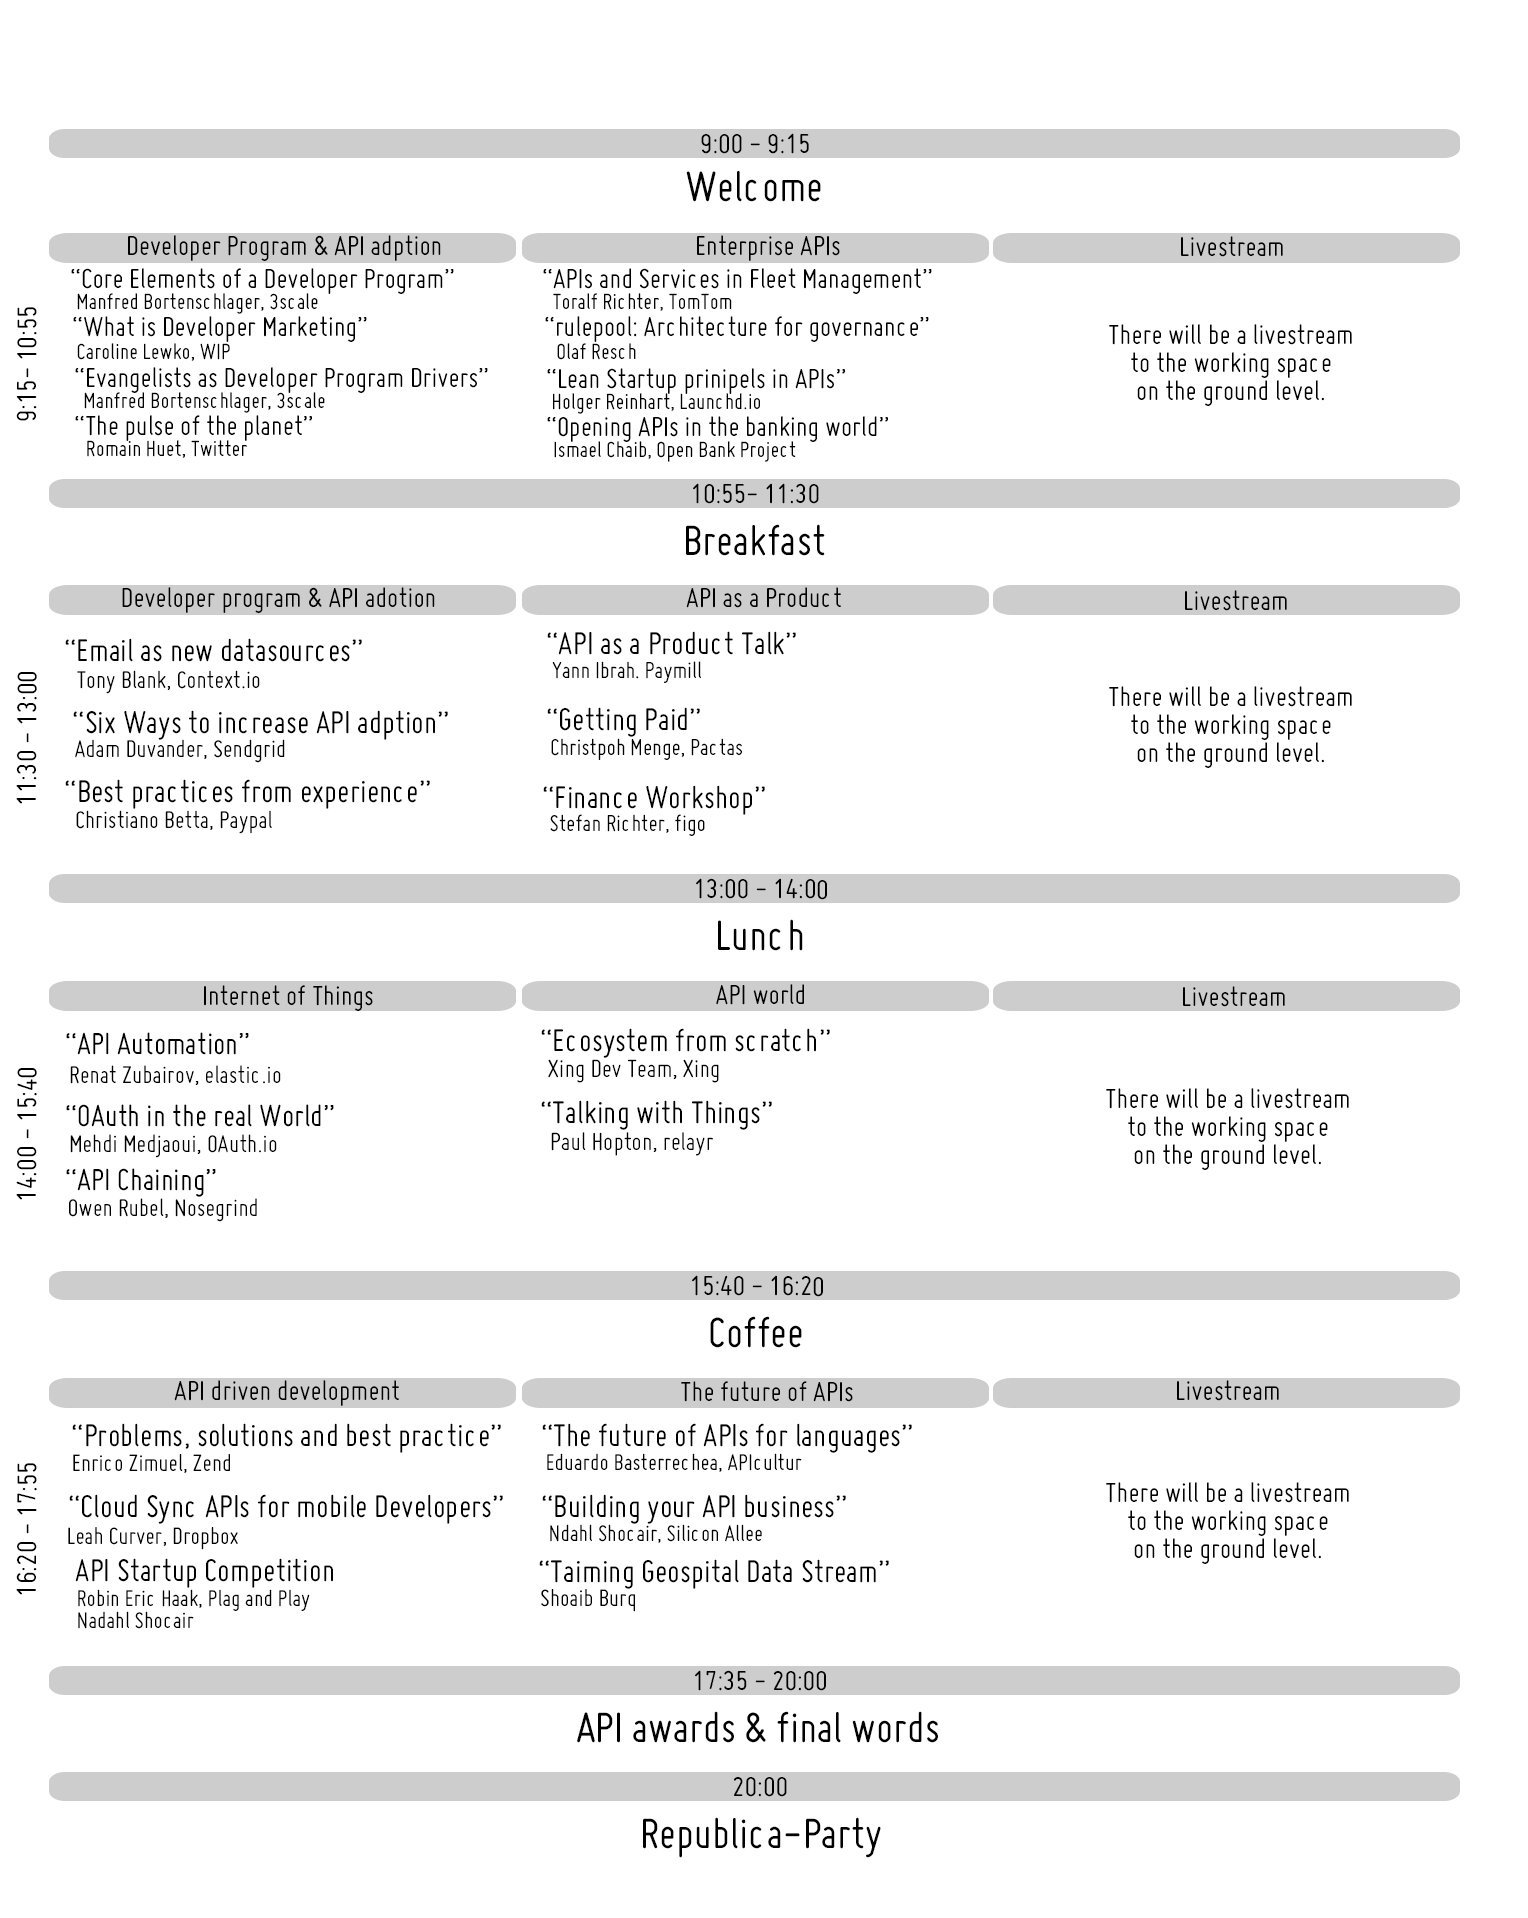 9:00 - 9:15
Welcome
9:15- 10:55
Developer Program & API adption
“Core Elements of a Developer Program”
Manfred Bortenschlager, 3scale
“What is Developer Marketing”
Caroline Lewko, WIP
“Evangelists as Developer Program Drivers”
Manfred Bortenschlager, 3scale
“The pulse of the planet”
Romain Huet, Twitter
Enterprise APIs
“APIs and Services in Fleet Management”
Toralf Richter, TomTom
“rulepool: Architecture for governance”
Olaf Resch
“Lean Startup prinipels in APIs”
Holger Reinhart, Launchd.io
“Opening APIs in the banking world”
Ismael Chaib, Open Bank Project
Livestream
There will be a livestream
to the working space
on the ground level.
10:55- 11:30
Breakfast
11:30 - 13:00
Developer program & API adotion
“Email as new datasources”
Tony Blank, Context.io
“Six Ways to increase API adption”
Adam Duvander, Sendgrid
“Best practices from experience”
Christiano Betta, Paypal
API as a Product
“API as a Product Talk”
Yann Ibrah. Paymill
“Getting Paid”
Christpoh Menge, Pactas
“Finance Workshop”
Stefan Richter, figo
Livestream
There will be a livestream
to the working space
on the ground level.
13:00 - 14:00
Lunch
14:00 - 15:40
Internet of Things
“API Automation”
Renat Zubairov, elastic.io
“OAuth in the real World”
Mehdi Medjaoui, OAuth.io
“API Chaining”
Owen Rubel, Nosegrind
API world
“Ecosystem from scratch”
Xing Dev Team, Xing
“Talking with Things”
Paul Hopton, relayr
Livestream
There will be a livestream
to the working space
on the ground level.
15:40 - 16:20
Coffee
16:20 - 17:55
API driven development
“Problems, solutions and best practice”
Enrico Zimuel, Zend
“Cloud Sync APIs for mobile Developers”
Leah Curver, Dropbox
API Startup Competition
Robin Eric Haak, Plag and Play
Nadahl Shocair
The future of APIs
“The future of APIs for languages”
Eduardo Basterrechea, APIcultur
“Building your API business”
Ndahl Shocair, Silicon Allee
“Taiming Geospital Data Stream”
Shoaib Burq
Livestream
There will be a livestream
to the working space
on the ground level.
17:35 - 20:00
API awards & final words
20:00
Republica-Party